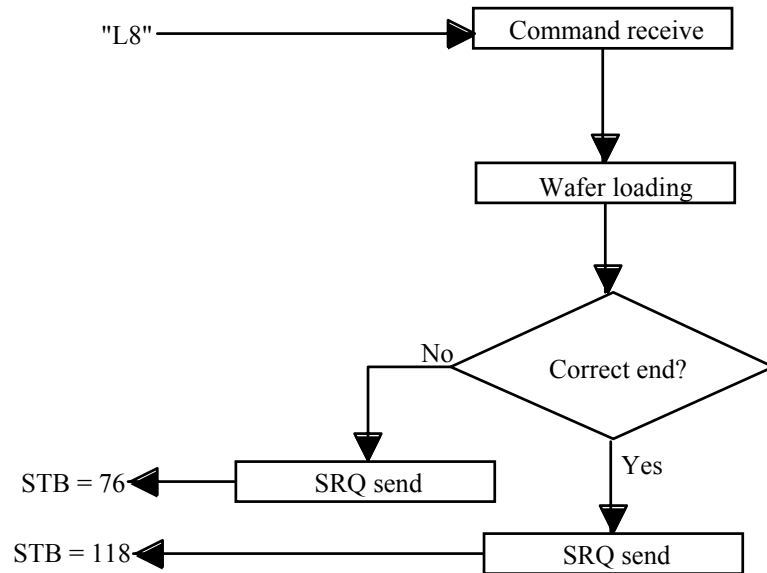 "L8"
Command receive
Wafer loading
Correct end?
No
Yes
STB = 76
SRQ send
STB = 118
SRQ send